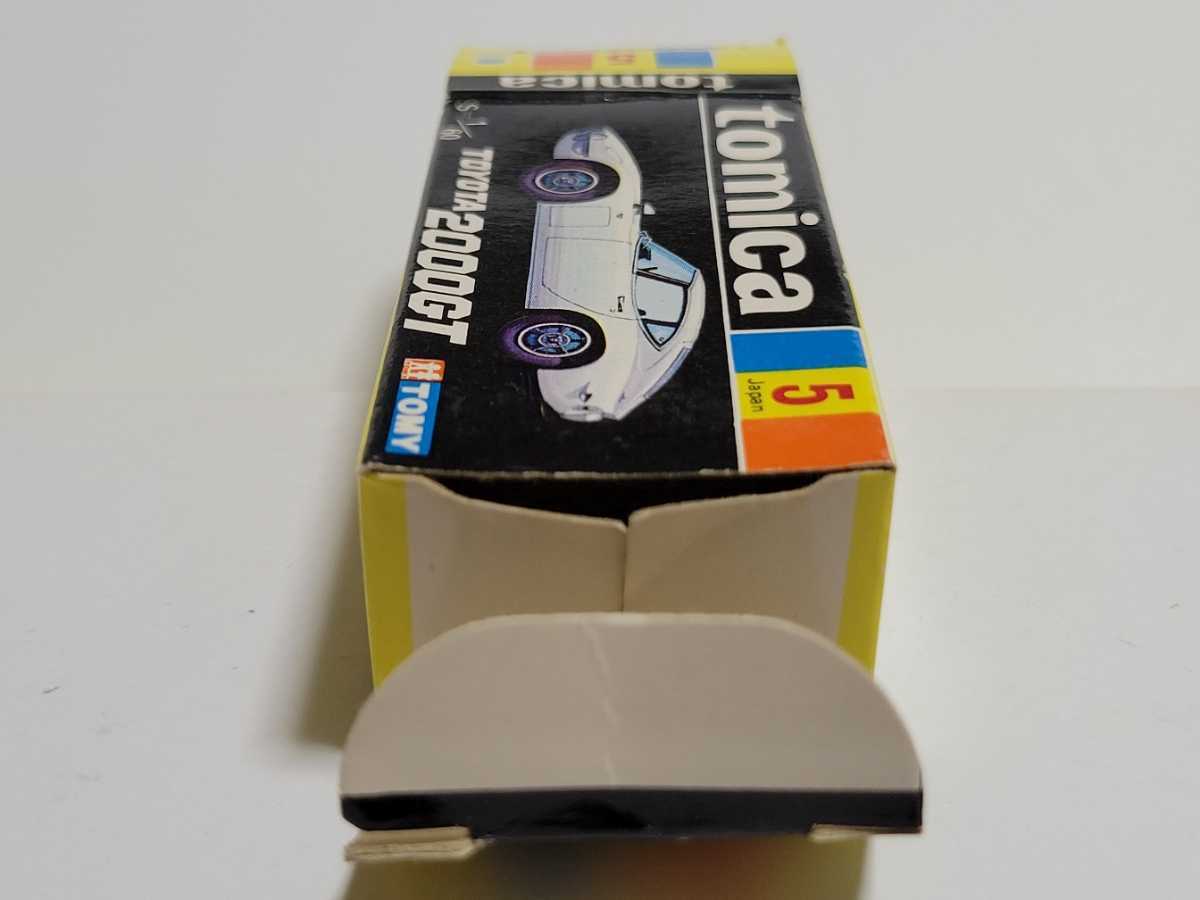 tomica
tomica
5
Japan
S=1/60
TOYOTA 2000GT
TOMY